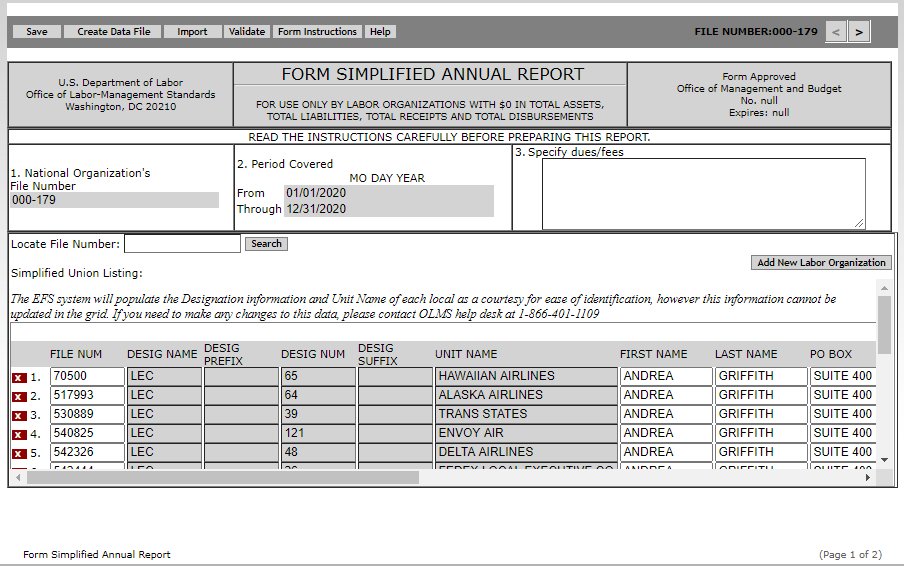 Save Create Data File Import Validate Form Instructions Help FILE NUMBER:000-179 < >
U.S. Department of Labor
Office of Labor-Management Standards
Washington, DC 20210
FORM SIMPLIFIED ANNUAL REPORT
FOR USE ONLY BY LABOR ORGANIZATIONS WITH $0 IN TOTAL ASSETS,
TOTAL LIABILITIES, TOTAL RECEIPTS AND TOTAL DISBURSEMENTS
Form Approved
Office of Management and Budget
No. null
Expires: null
READ THE INSTRUCTIONS CAREFULLY BEFORE PREPARING THIS REPORT.
1. National Organization's
File Number
000-179
2. Period Covered
MO DAY YEAR
From 01/01/2020
Through 12/31/2020
3. Specify dues/fees
Locate File Number: Search
Add New Labor Organization
Simplified Union Listing:
The EFS system will populate the Designation information and Unit Name of each local as a courtesy for ease of identification, however this information cannot be
updated in the grid. If you need to make any changes to this data, please contact OLMS help desk at 1-866-401-1109
FILE NUM DESIG NAME DESIG PREFIX DESIG NUM DESIG SUFFIX UNIT NAME FIRST NAME LAST NAME PO BOX
x 1. 70500 LEC 65 HAWAIIAN AIRLINES ANDREA GRIFFITH SUITE 400
x 2. 517993 LEC 64 ALASKA AIRLINES ANDREA GRIFFITH SUITE 400
x 3. 530889 LEC 39 TRANS STATES ANDREA GRIFFITH SUITE 400
x 4. 540825 LEC 121 ENVOY AIR ANDREA GRIFFITH SUITE 400
x 5. 542326 LEC 48 DELTA AIRLINES ANDREA GRIFFITH SUITE 400
LEC FEDEX LOCAL EXECUTIVE CO ANDREA GRIFFITH SUITE 400
Form Simplified Annual Report (Page 1 of 2)